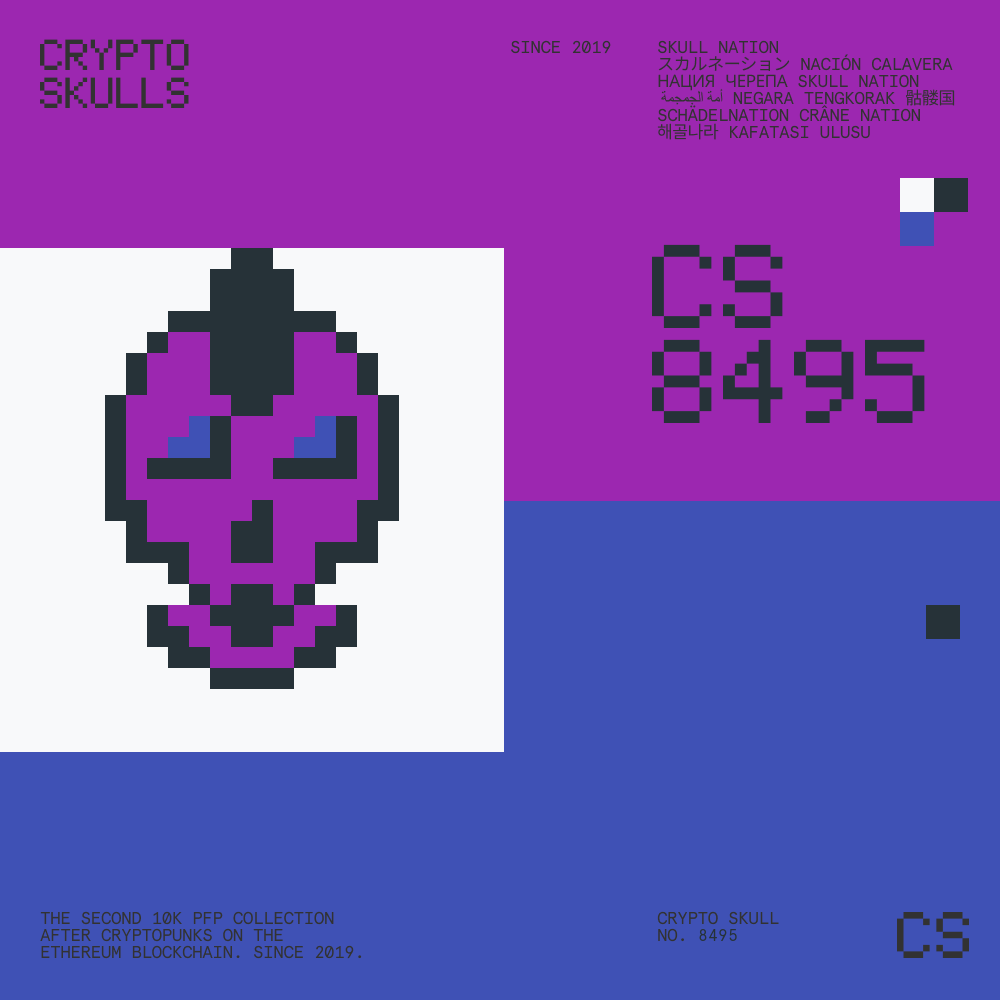 CRYPTO
SKULLS
SINCE 2019
SKULL NATION
スカルネーション NACIÓN CALAVERA
НАЦИЯ ЧЕРЕПА SKULL NATION
أمة الجمجمة NEGARA TENGKORAK 骷髅国
SCHÄDELNATION CRÂNE NATION
해골나라 KAFATASI ULUSU
CS
8495
THE SECOND 10K PFP COLLECTION
AFTER CRYPTOPUNKS ON THE
ETHEREUM BLOCKCHAIN. SINCE 2019.
CRYPTO SKULL
NO. 8495
CS